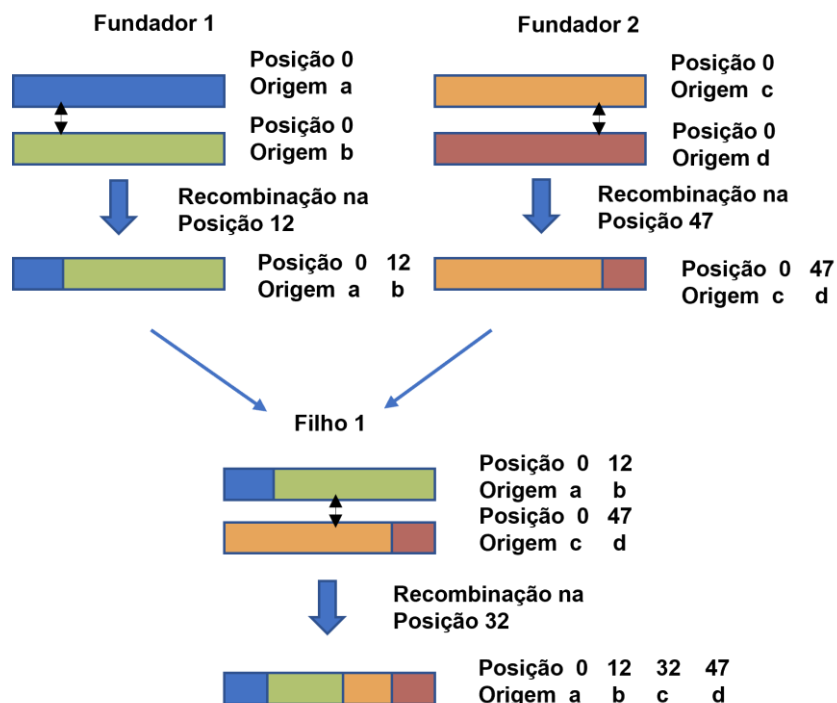 Fundador 1
Fundador 2
Posição 0
Origem a
Posição 0
Origem b
Posição 0
Origem c
Posição 0
Origem d
Recombinação na
Posição 12
Recombinação na
Posição 47
Posição 0 12
Origem a b
Posição 0 47
Origem c d
Filho 1
Posição 0 12
Origem a b
Posição 0 47
Origem c d
Recombinação na
Posição 32
Posição 0 12 32 47
Origem a b c d